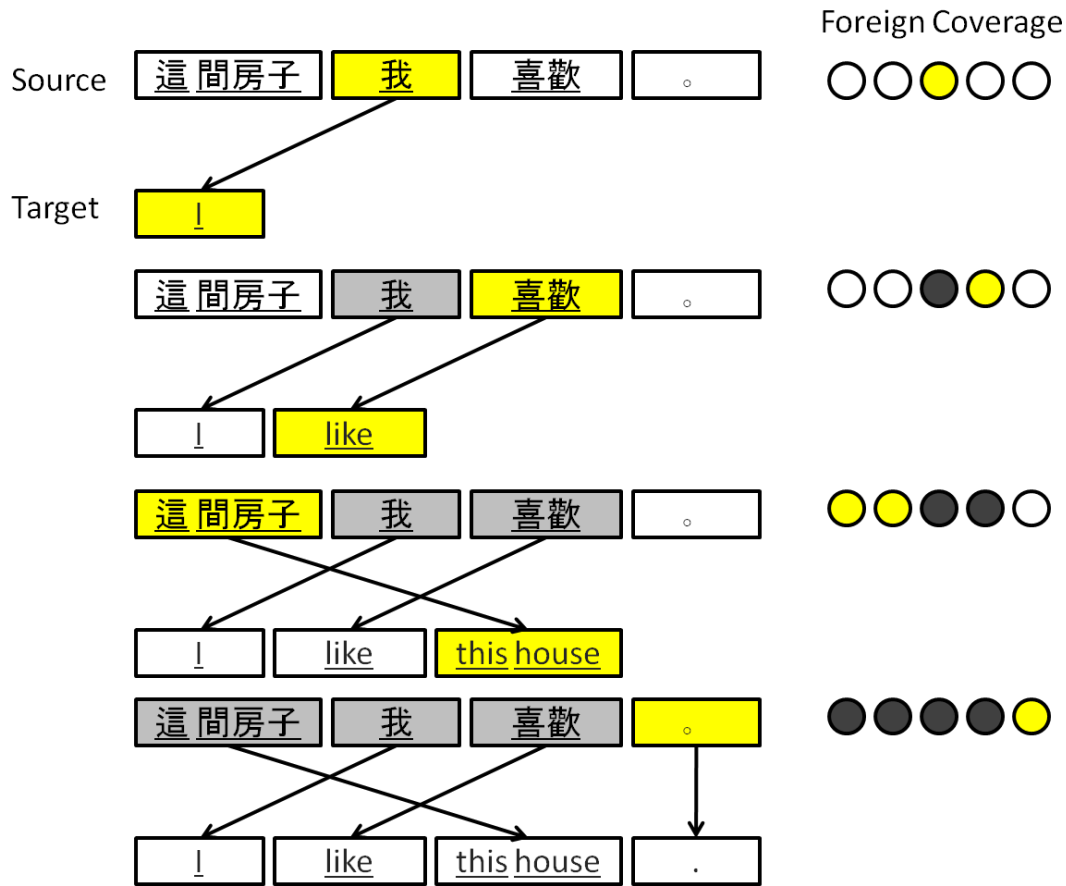 Foreign Coverage
Source 這 間房子 我 喜歡 。
Target I
這 間房子 我 喜歡 。
I like
這 間房子 我 喜歡 。
I like this house
這 間房子 我 喜歡 。
I like this house .